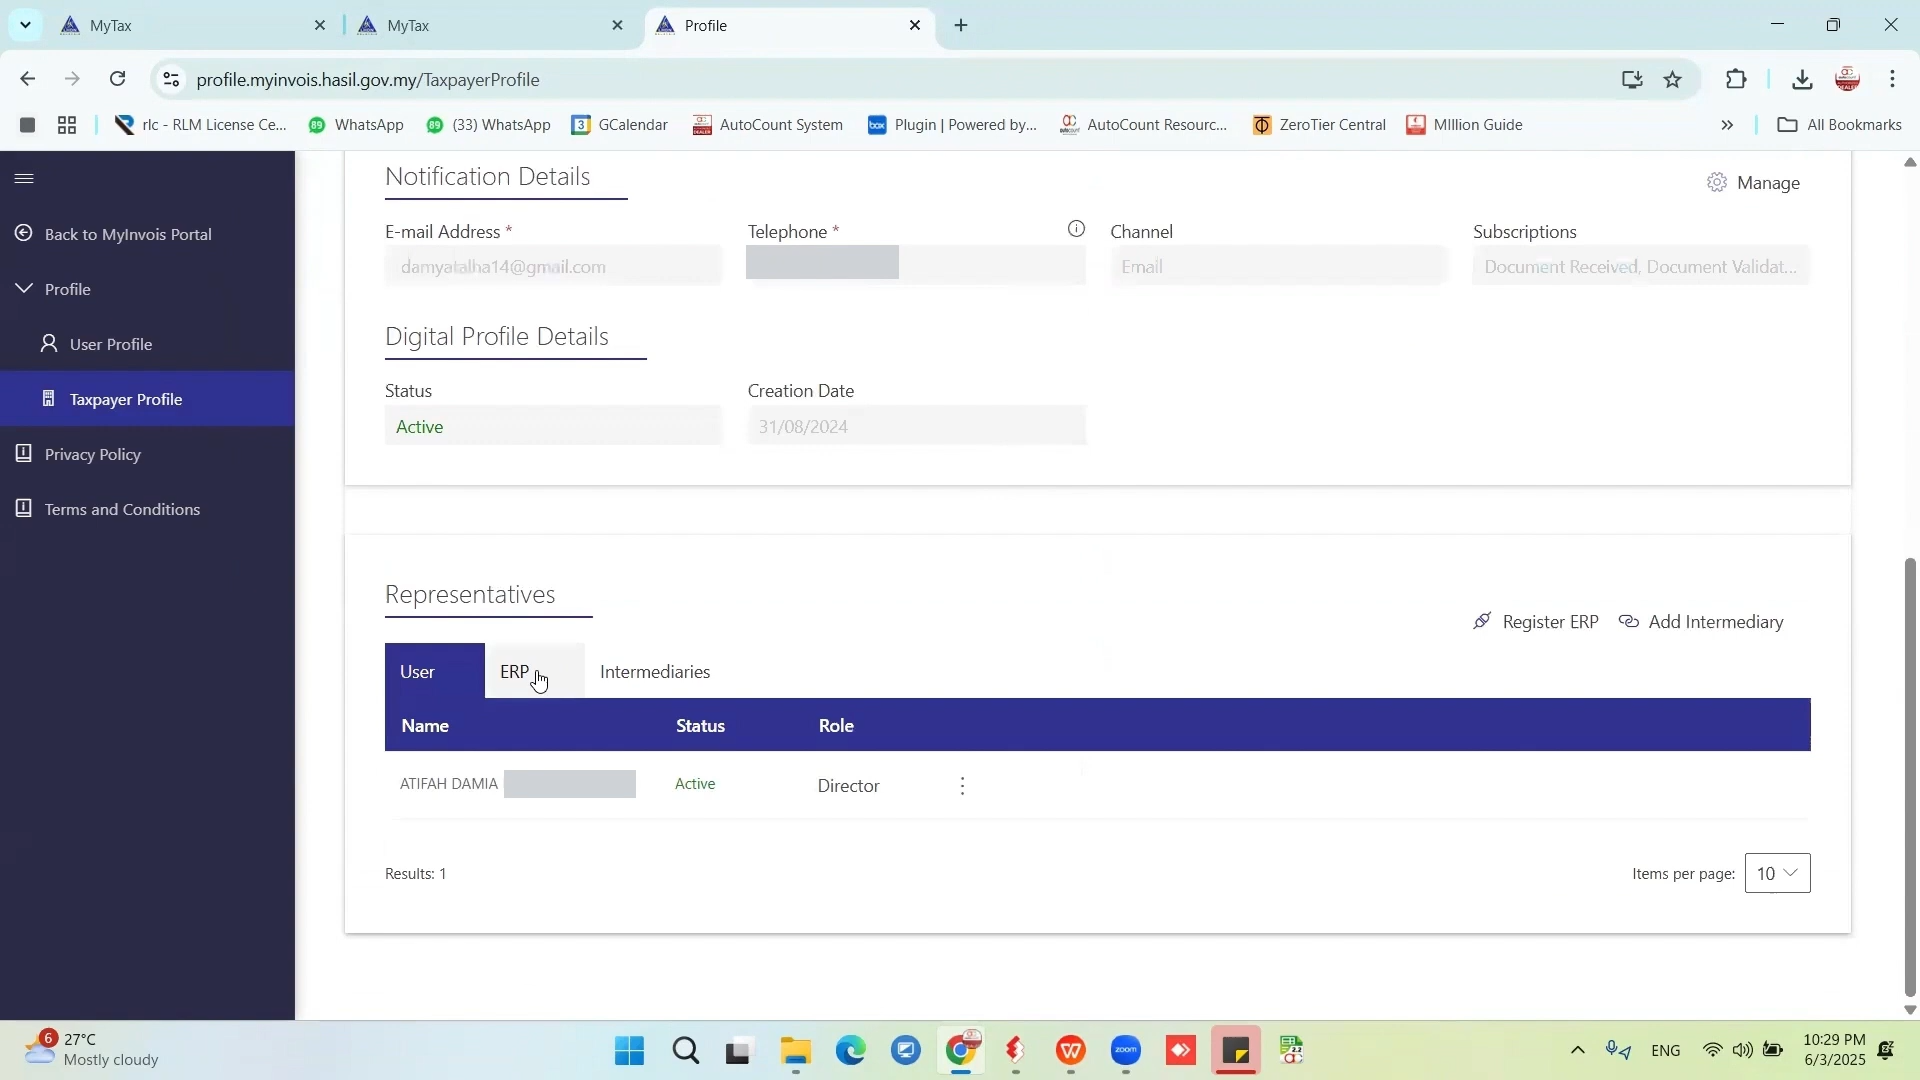 MyTax
MyTax
Profile
profile.myinvois.hasil.gov.my/TaxpayerProfile
rlc - RLM License Ce...
WhatsApp
(33) WhatsApp
GCalendar
AutoCount System
Plugin | Powered by...
AutoCount Resourc...
ZeroTier Central
MIllion Guide
All Bookmarks
Back to MyInvois Portal
Profile
User Profile
Taxpayer Profile
Privacy Policy
Terms and Conditions
Notification Details
Manage
E-mail Address *
Telephone *
Channel
Subscriptions
damyatalha14@gmail.com
Email
Document Received, Document Validat...
Digital Profile Details
Status
Creation Date
Active
31/08/2024
Representatives
Register ERP
Add Intermediary
User
ERP
Intermediaries
Name
Status
Role
ATIFAH DAMIA
Active
Director
Results: 1
Items per page:
10
6
27°C
Mostly cloudy
zoom
ENG
10:29 PM
6/3/2025